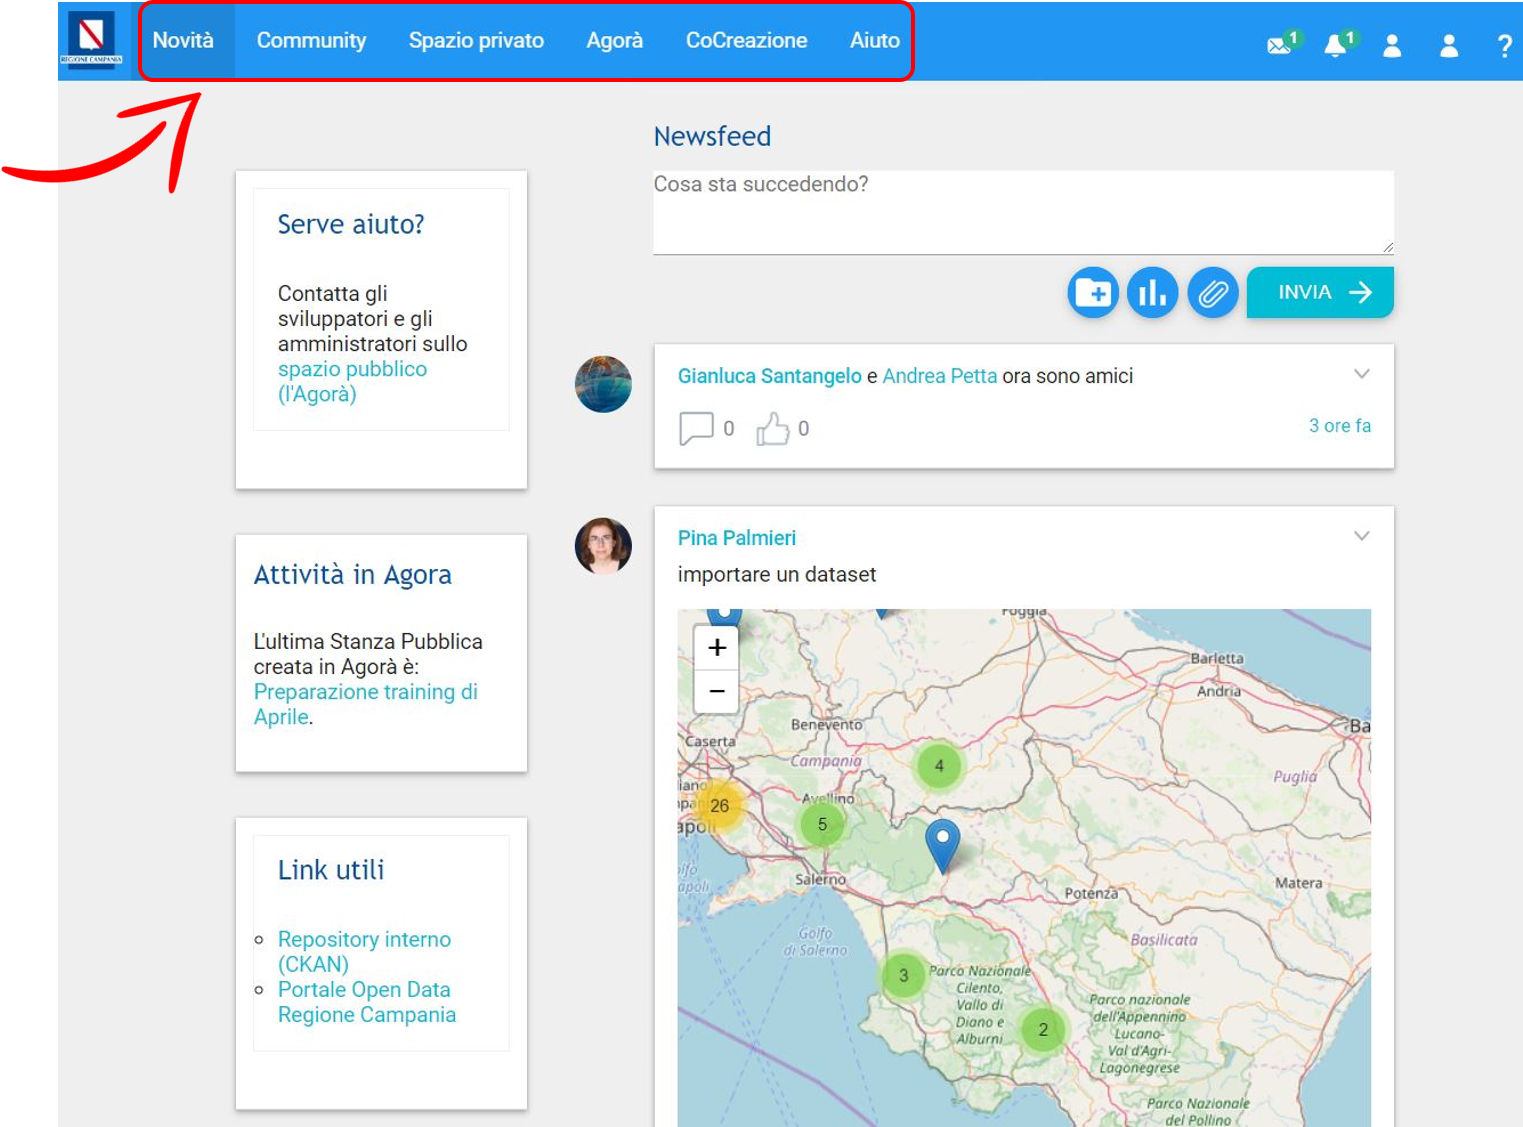 REGIONE CAMPANIA
Novità
Community
Spazio privato
Agorà
CoCreazione
Aiuto
1
1
?
Newsfeed
Cosa sta succedendo?
INVIA
Serve aiuto?
Contatta gli
sviluppatori e gli
amministratori sullo
spazio pubblico
(l'Agorà)
Attività in Agora
L'ultima Stanza Pubblica
creata in Agorà è:
Preparazione training di
Aprile.
Link utili
Repository interno
(CKAN)
Portale Open Data
Regione Campania
Gianluca Santangelo e Andrea Petta ora sono amici
0
0
3 ore fa
Pina Palmieri
importare un dataset
+
−
Foggia
Barletta
Andria
Ba
Benevento
Caserta
Campania
4
Puglia
26
Avellino
5
Salerno
Potenza
Matera
Golfo
di Salerno
Basilicata
3
Parco Nazionale
Cilento,
Vallo di
Diano e
Alburni
2
Parco nazionale
dell'Appennino
Lucano-
Val d'Agri-
Lagonegrese
Parco Nazionale
del Pollino